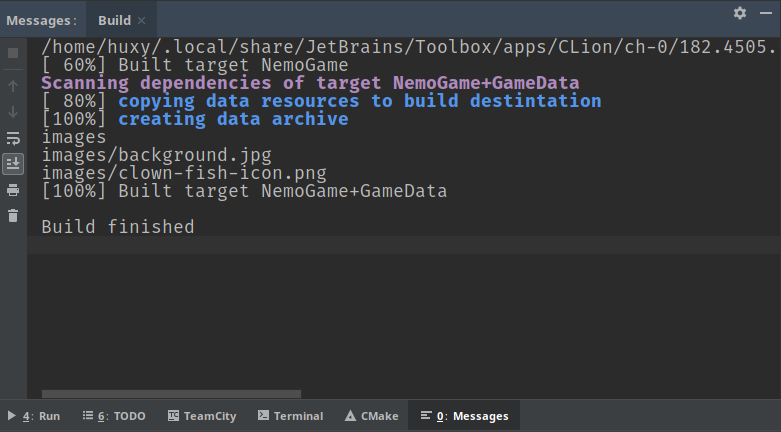 Messages: Build
/home/huxy/.local/share/JetBrains/Toolbox/apps/CLion/ch-0/182.4505.
[ 60%] Built target NemoGame
Scanning dependencies of target NemoGame+GameData
[ 80%] copying data resources to build destintation
[100%] creating data archive
images
images/background.jpg
images/clown-fish-icon.png
[100%] Built target NemoGame+GameData
Build finished
4: Run 6: TODO TC TeamCity Terminal CMake 0: Messages